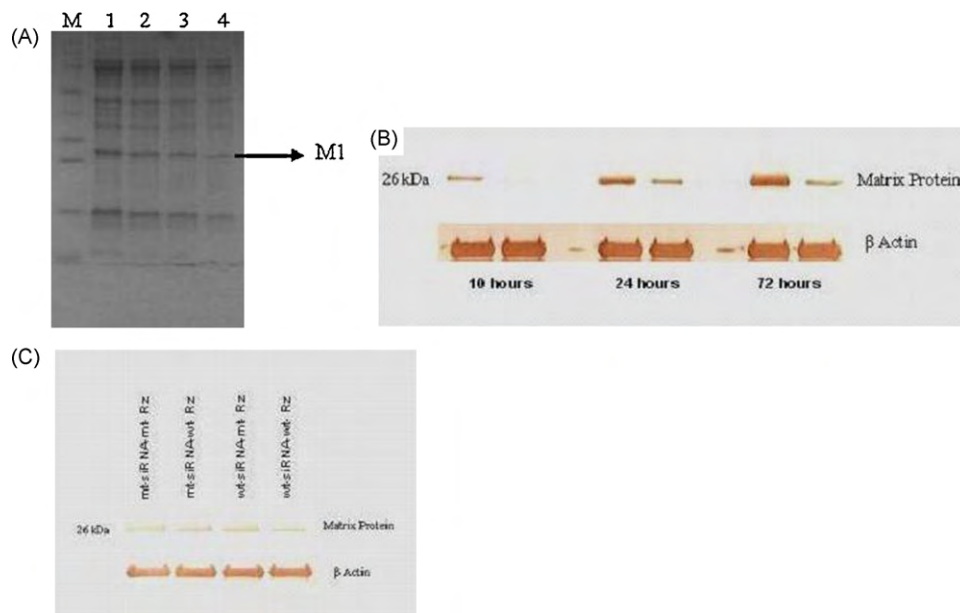 (A)
M 1 2 3 4
M1
(B)
26 kDa
Matrix Protein
β Actin
10 hours
24 hours
72 hours
(C)
mt-siRNA-mt- Rz
mt-siRNA-wt- Rz
wt-siRNA-mt- Rz
wt-siRNA-wt- Rz
26 kDa
Matrix Protein
β Actin